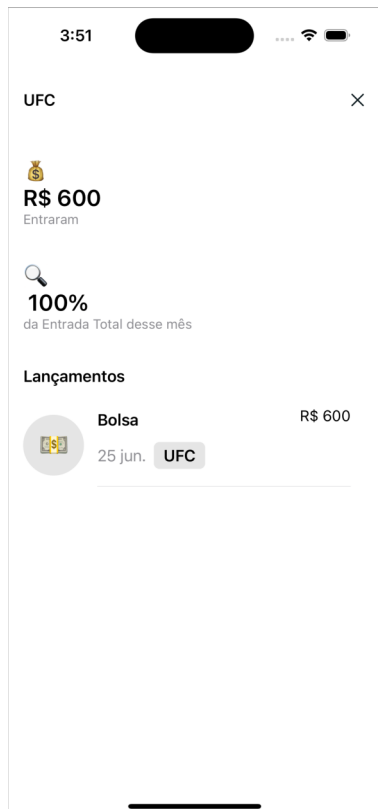 3:51
UFC
R$ 600
Entraram
100%
da Entrada Total desse mês
Lançamentos
Bolsa
R$ 600
25 jun. UFC